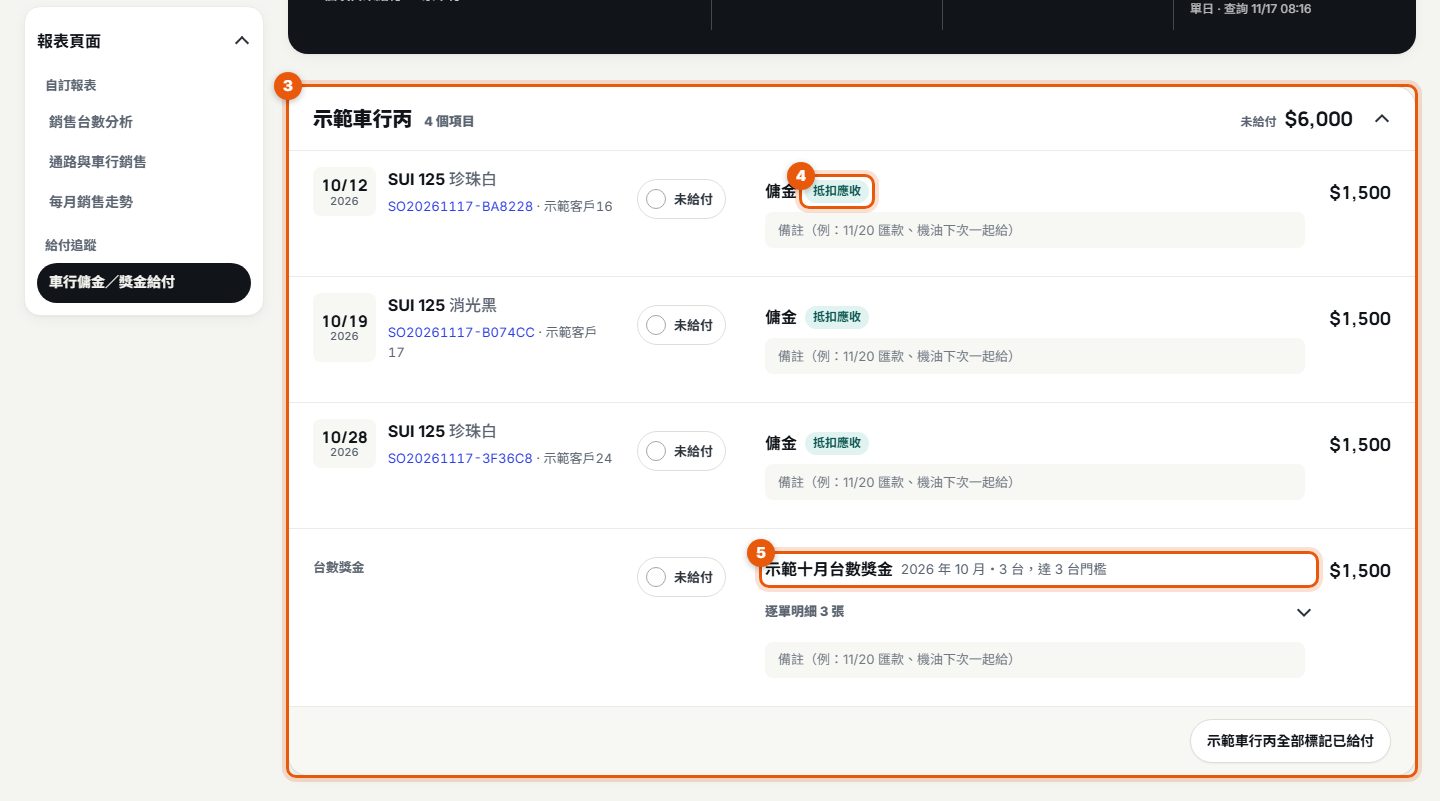 單日 · 查詢 11/17 08:16
報表頁面
自訂報表
銷售台數分析
通路與車行銷售
每月銷售走勢
給付追蹤
車行傭金／獎金給付
3
示範車行丙 4 個項目
未給付 $6,000
10/12
2026
SUI 125 珍珠白
SO20261117-BA8228 · 示範客戶16
未給付
4
傭金 抵扣應收
備註（例：11/20 匯款、機油下次一起給）
$1,500
10/19
2026
SUI 125 消光黑
SO20261117-B074CC · 示範客戶
17
未給付
傭金 抵扣應收
備註（例：11/20 匯款、機油下次一起給）
$1,500
10/28
2026
SUI 125 珍珠白
SO20261117-3F36C8 · 示範客戶24
未給付
傭金 抵扣應收
備註（例：11/20 匯款、機油下次一起給）
$1,500
台數獎金
未給付
5
示範十月台數獎金 2026 年 10 月・3 台，達 3 台門檻
$1,500
逐單明細 3 張
備註（例：11/20 匯款、機油下次一起給）
示範車行丙全部標記已給付